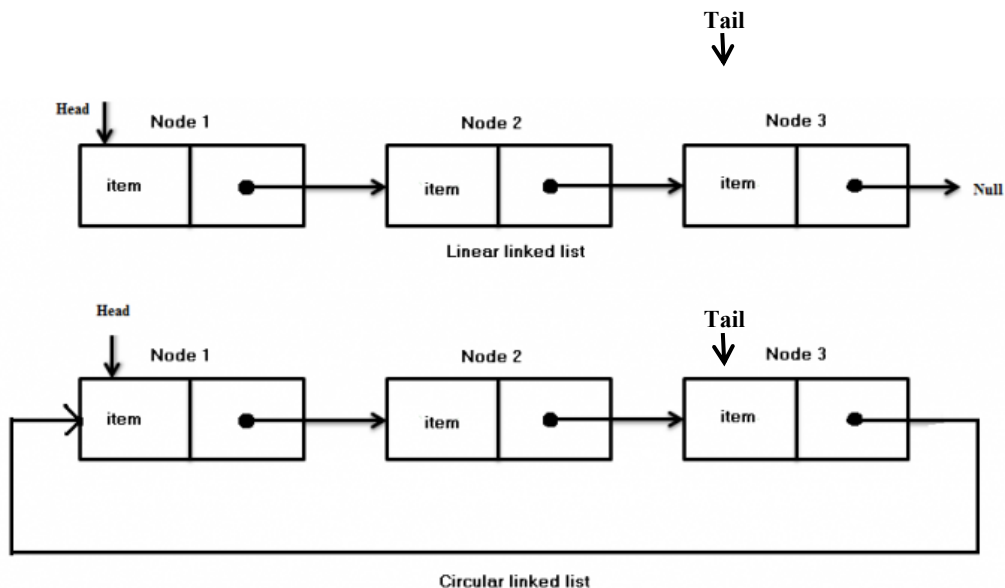 Tail
Head
Node 1
Node 2
Node 3
item
item
item
Null
Linear linked list
Head
Tail
Node 1
Node 2
Node 3
item
item
item
Circular linked list